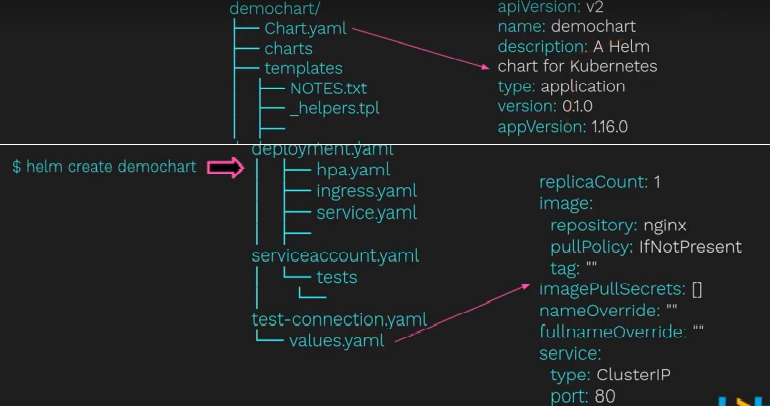 demochart/
Chart.yaml
charts
templates
NOTES.txt
_helpers.tpl
apiVersion: v2
name: demochart
description: A Helm
chart for Kubernetes
type: application
version: 0.1.0
appVersion: 1.16.0
$ helm create demochart
deployment.yaml
hpa.yaml
ingress.yaml
service.yaml
serviceaccount.yaml
tests
test-connection.yaml
values.yaml
replicaCount: 1
image:
repository: nginx
pullPolicy: IfNotPresent
tag: ""
imagePullSecrets: []
nameOverride: ""
fullnameOverride: ""
service:
type: ClusterIP
port: 80